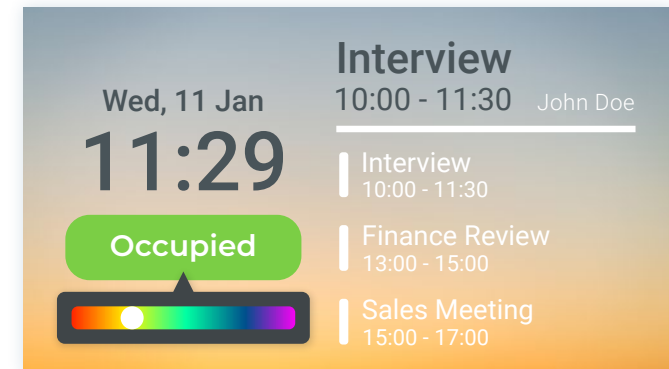 Wed, 11 Jan
11:29
Occupied
Interview
10:00 - 11:30 John Doe
Interview
10:00 - 11:30
Finance Review
13:00 - 15:00
Sales Meeting
15:00 - 17:00